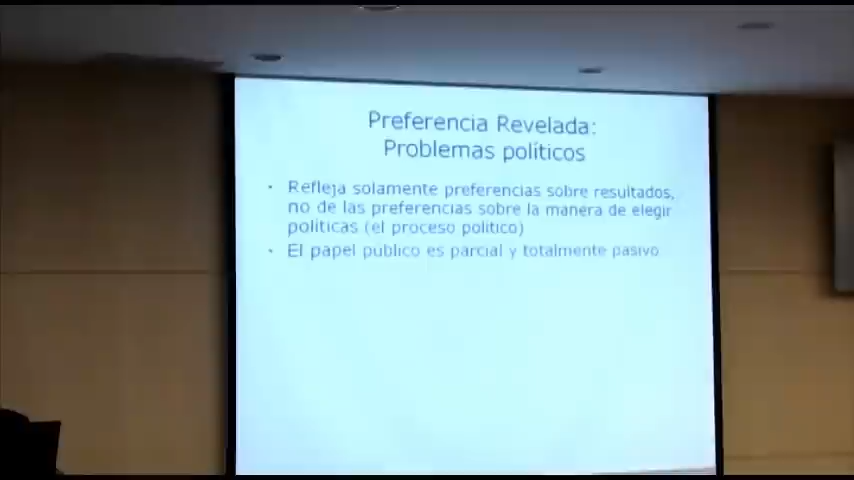 Preferencia Revelada:
Problemas políticos
• Refleja solamente preferencias sobre resultados,
no de las preferencias sobre la manera de elegir
políticas (el proceso político)
• El papel público es parcial y totalmente pasivo